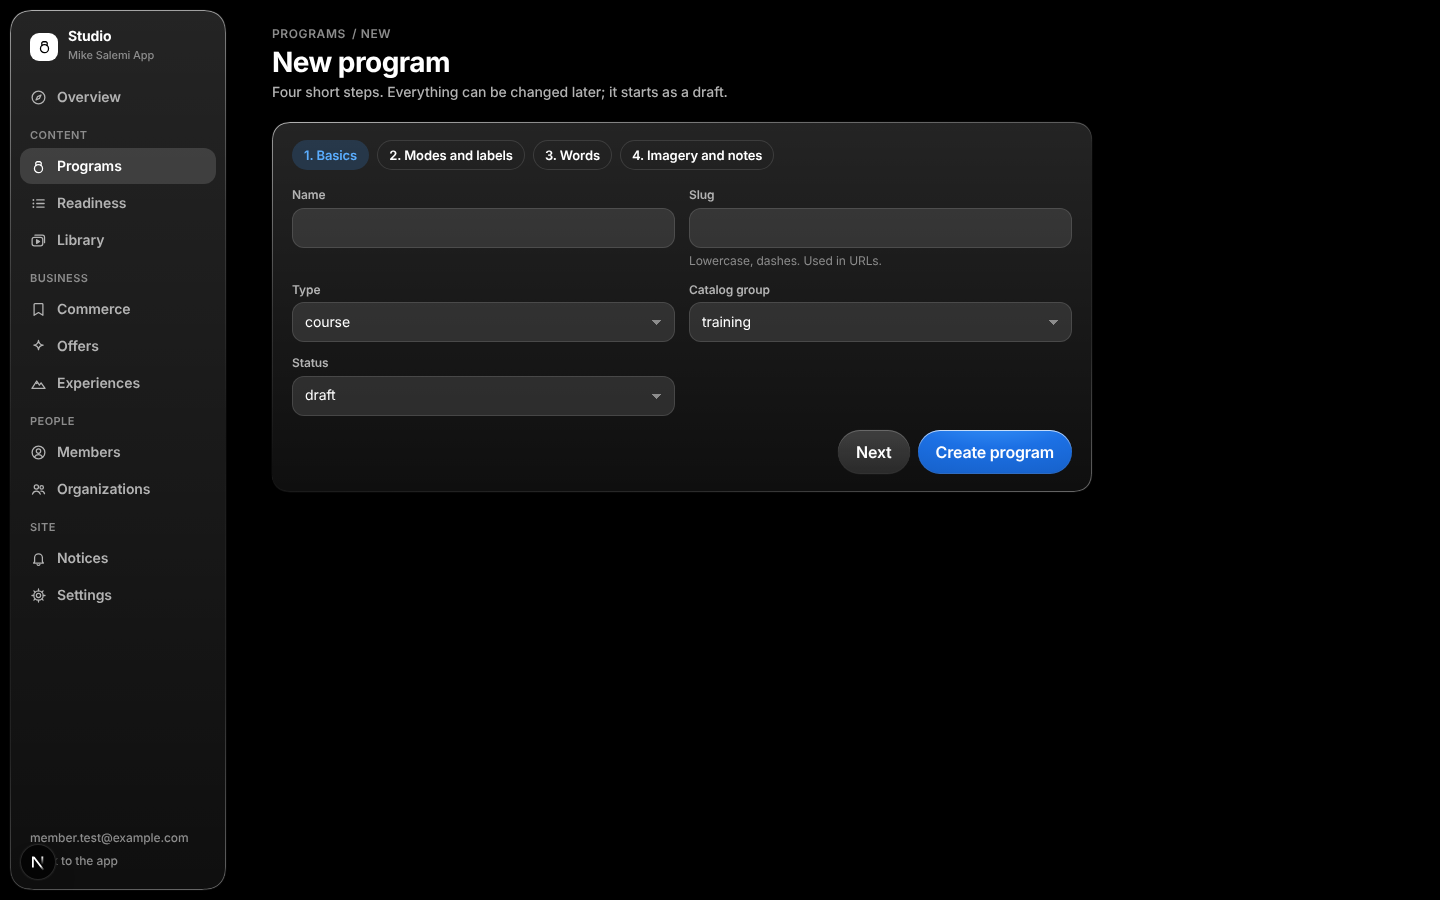 Studio
Mike Salemi App
Overview
CONTENT
Programs
Readiness
Library
BUSINESS
Commerce
Offers
Experiences
PEOPLE
Members
Organizations
SITE
Notices
Settings
member.test@example.com
to the app
N
PROGRAMS / NEW
New program
Four short steps. Everything can be changed later; it starts as a draft.
1. Basics
2. Modes and labels
3. Words
4. Imagery and notes
Name
Slug
Lowercase, dashes. Used in URLs.
Type
Catalog group
course
training
Status
draft
Next
Create program